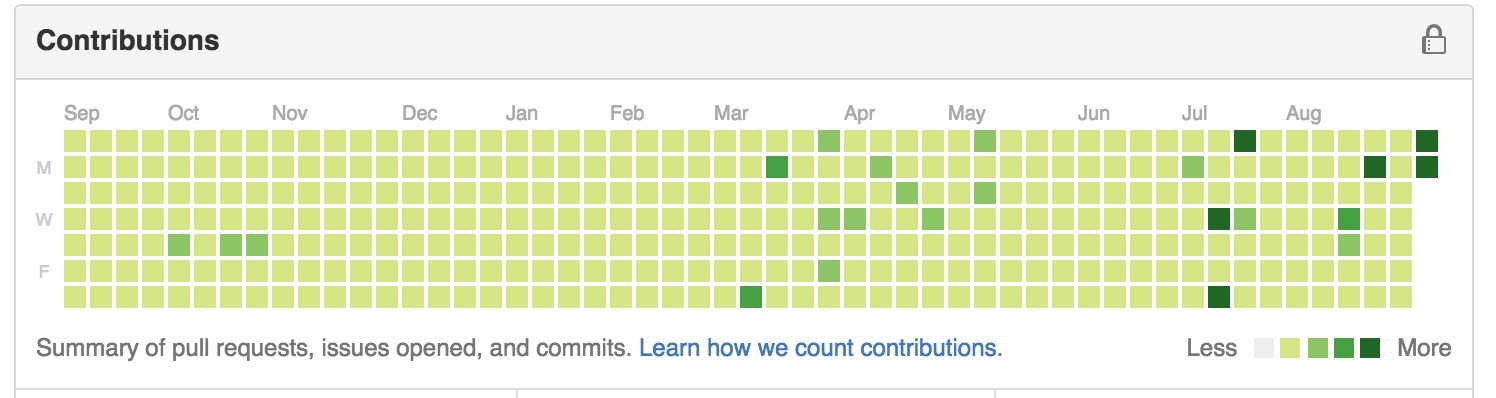 Contributions
Sep Oct Nov Dec Jan Feb Mar Apr May Jun Jul Aug
M
W
F
Summary of pull requests, issues opened, and commits. Learn how we count contributions. Less More